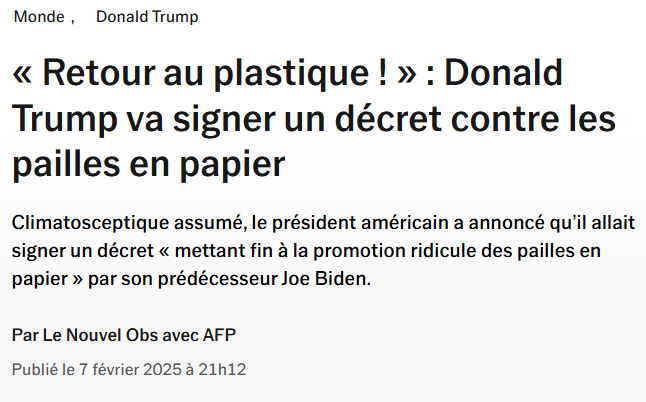 Monde , Donald Trump
« Retour au plastique ! » : Donald
Trump va signer un décret contre les
pailles en papier
Climatosceptique assumé, le président américain a annoncé qu’il allait
signer un décret « mettant fin à la promotion ridicule des pailles en
papier » par son prédécesseur Joe Biden.
Par Le Nouvel Obs avec AFP
Publié le 7 février 2025 à 21h12